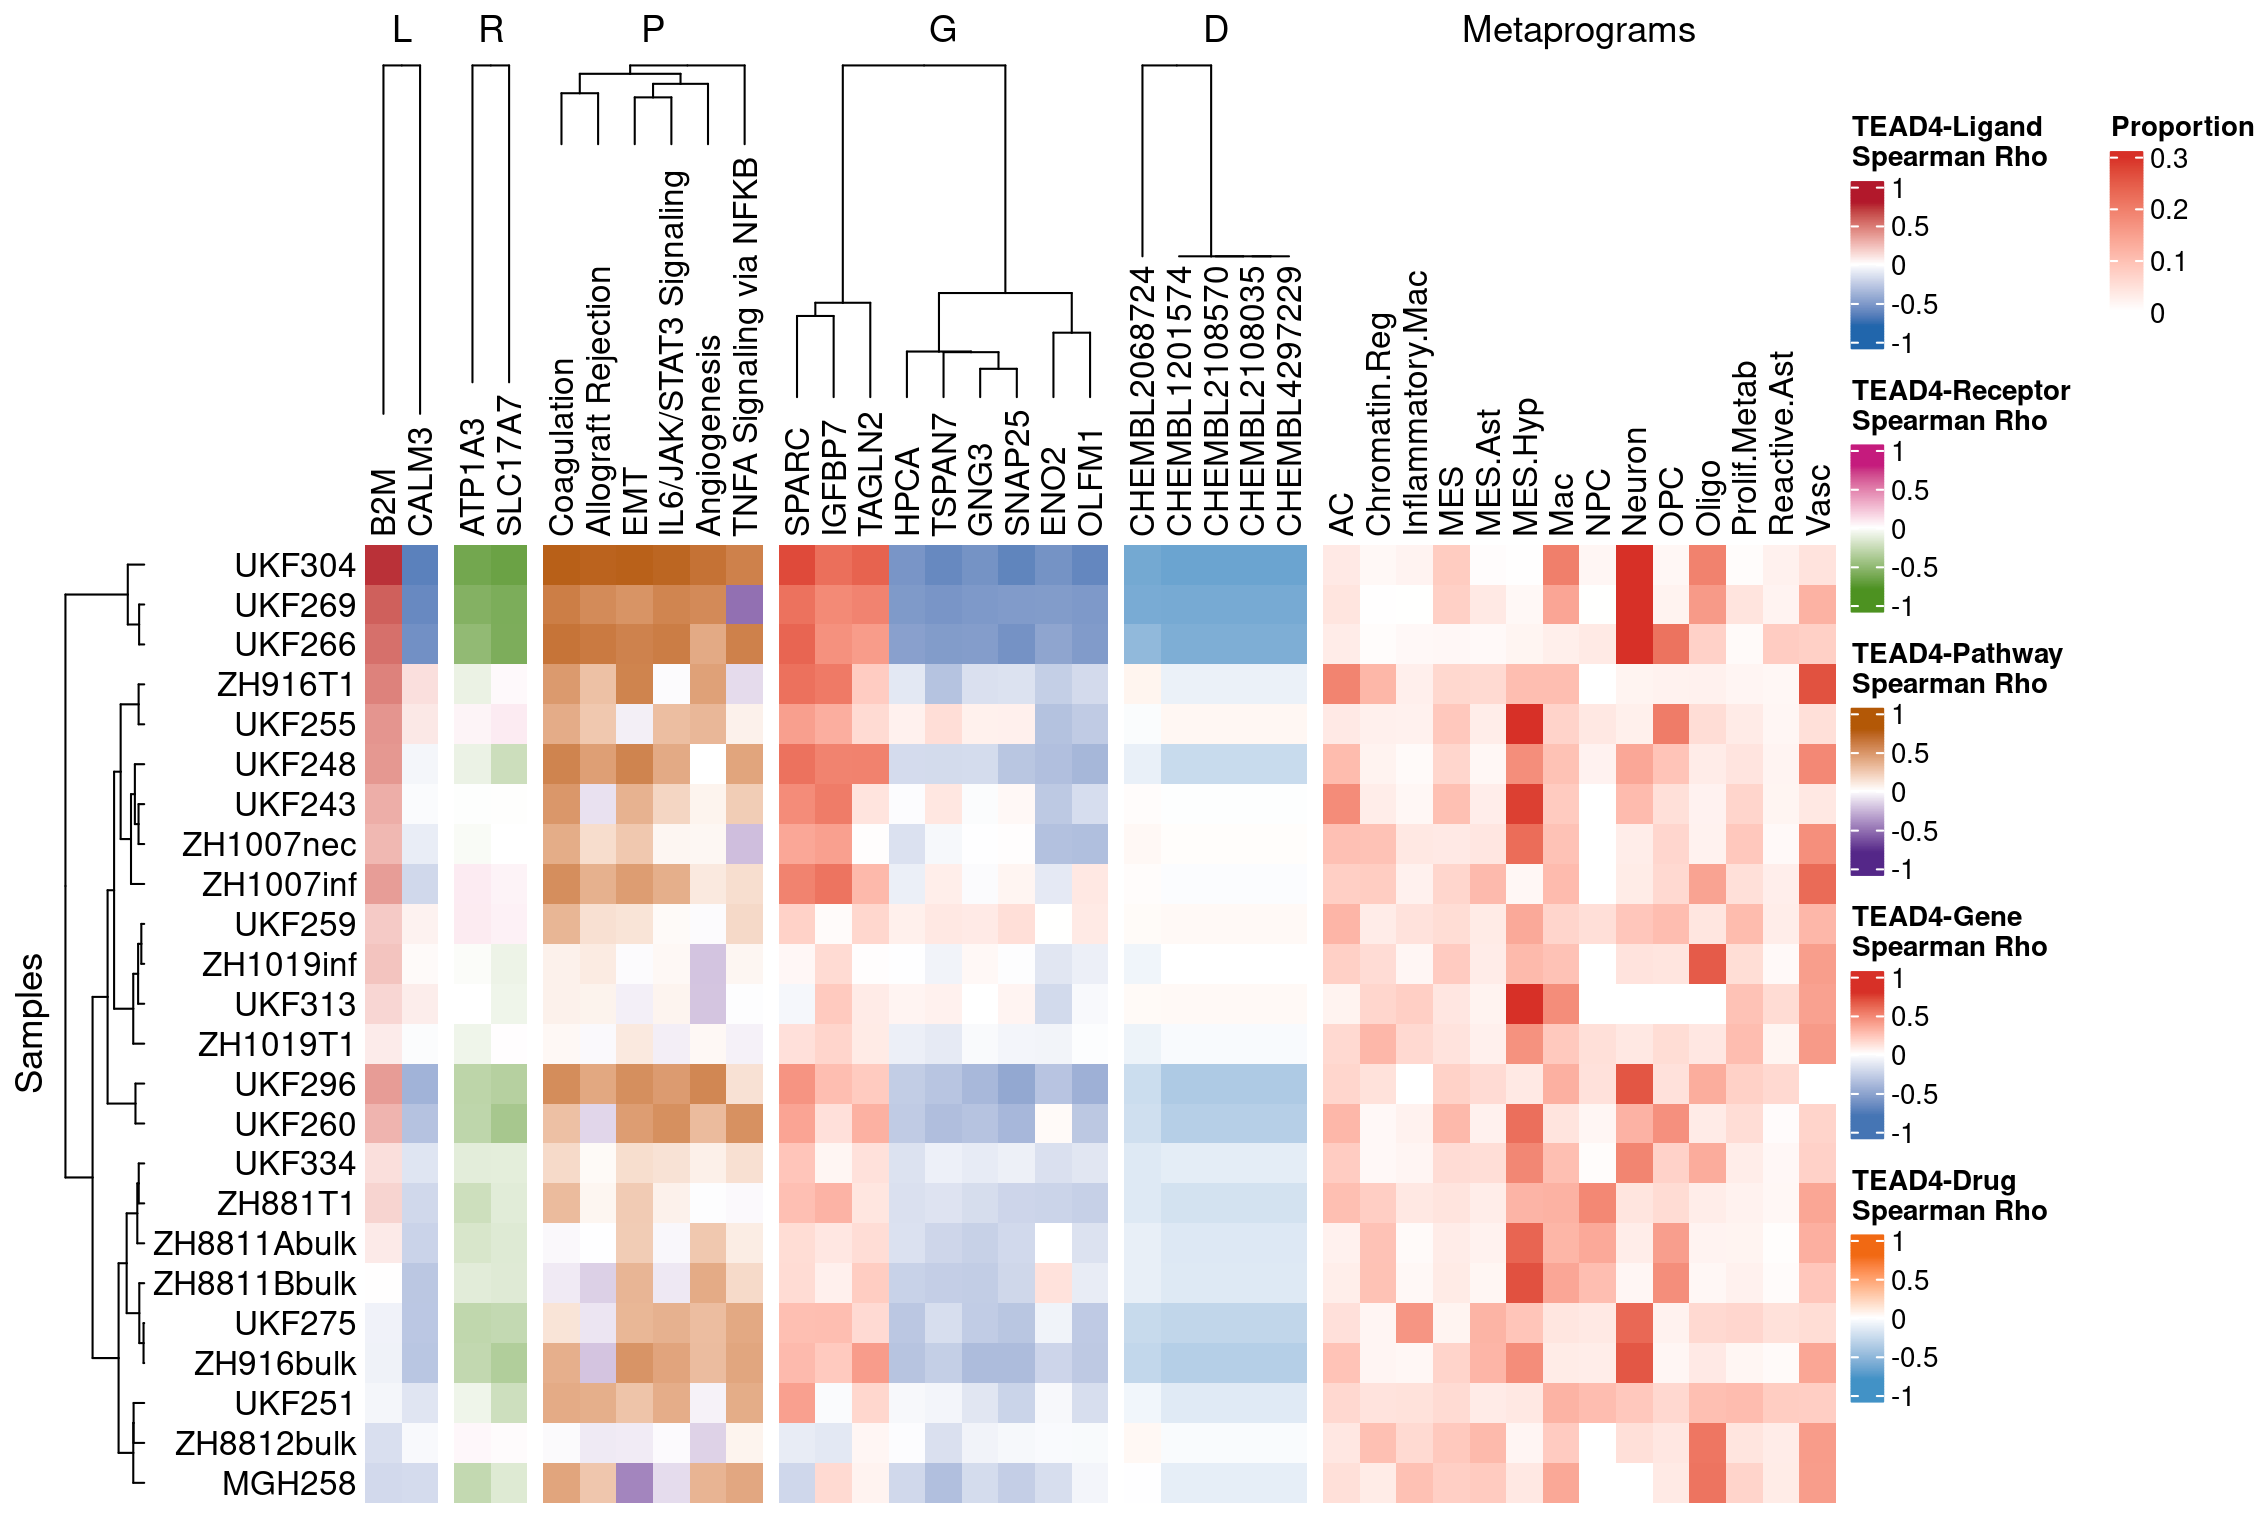 L R P G D Metaprograms
B2M
CALM3
ATP1A3
SLC17A7
Coagulation
Allograft Rejection
EMT
IL6/JAK/STAT3 Signaling
Angiogenesis
TNFA Signaling via NFKB
SPARC
IGFBP7
TAGLN2
HPCA
TSPAN7
GNG3
SNAP25
ENO2
OLFM1
CHEMBL2068724
CHEMBL1201574
CHEMBL2108570
CHEMBL2108035
CHEMBL4297229
AC
Chromatin.Reg
Inflammatory.Mac
MES
MES.Ast
MES.Hyp
Mac
NPC
Neuron
OPC
Oligo
Prolif.Metab
Reactive.Ast
Vasc
Samples
UKF304
UKF269
UKF266
ZH916T1
UKF255
UKF248
UKF243
ZH1007nec
ZH1007inf
UKF259
ZH1019inf
UKF313
ZH1019T1
UKF296
UKF260
UKF334
ZH881T1
ZH8811Abulk
ZH8811Bbulk
UKF275
ZH916bulk
UKF251
ZH8812bulk
MGH258
TEAD4-Ligand
Spearman Rho
1
0.5
0
-0.5
-1
TEAD4-Receptor
Spearman Rho
1
0.5
0
-0.5
-1
TEAD4-Pathway
Spearman Rho
1
0.5
0
-0.5
-1
TEAD4-Gene
Spearman Rho
1
0.5
0
-0.5
-1
TEAD4-Drug
Spearman Rho
1
0.5
0
-0.5
-1
Proportion
0.3
0.2
0.1
0